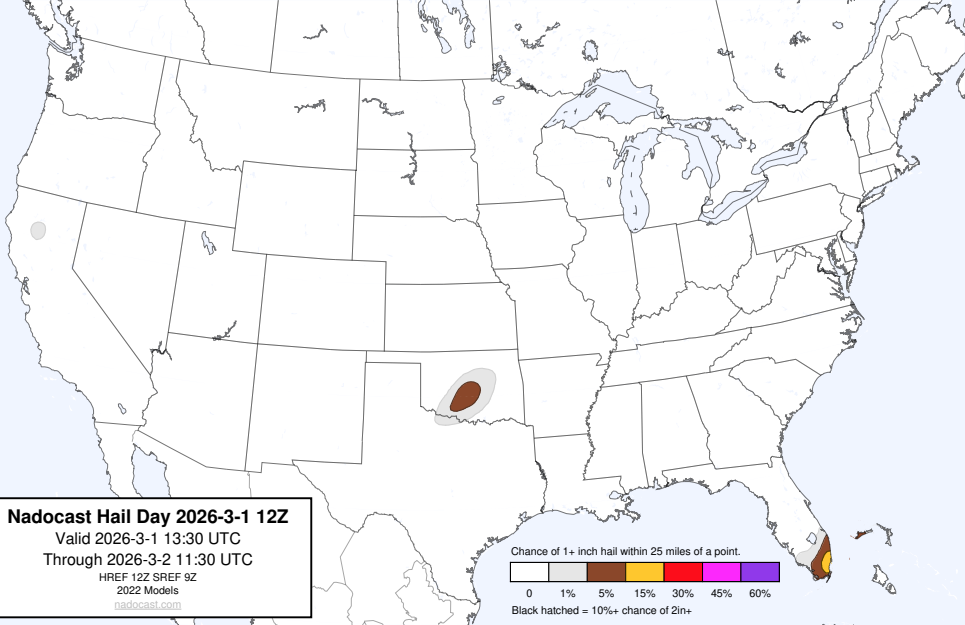 Nadocast Hail Day 2026-3-1 12Z
Valid 2026-3-1 13:30 UTC
Through 2026-3-2 11:30 UTC
HREF 12Z SREF 9Z
2022 Models
nadocast.com
Chance of 1+ inch hail within 25 miles of a point.
0 1% 5% 15% 30% 45% 60%
Black hatched = 10%+ chance of 2in+